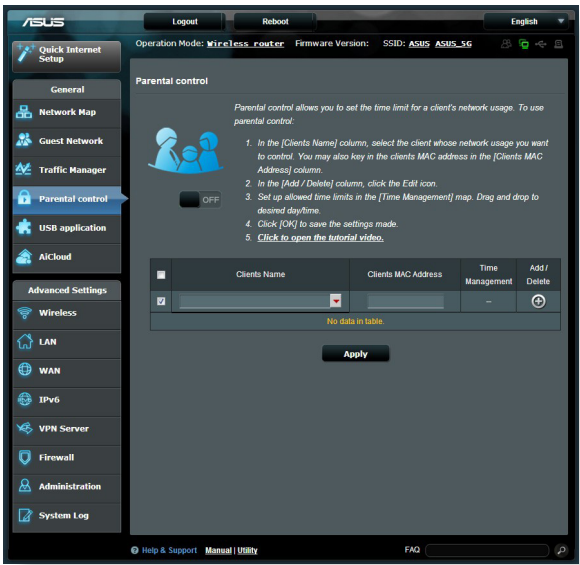 ASUS
Logout
Reboot
English
Quick Internet Setup
Operation Mode: Wireless router Firmware Version: SSID: ASUS ASUS_5G
General
Network Map
Guest Network
Traffic Manager
Parental control
USB application
AiCloud
Advanced Settings
Wireless
LAN
WAN
IPv6
VPN Server
Firewall
Administration
System Log
Parental control
Parental control allows you to set the time limit for a client's network usage. To use
parental control:
1. In the [Clients Name] column, select the client whose network usage you want
to control. You may also key in the clients MAC address in the [Clients MAC
Address] column.
2. In the [Add / Delete] column, click the Edit icon.
3. Set up allowed time limits in the [Time Management] map. Drag and drop to
desired day/time.
4. Click [OK] to save the settings made.
5. Click to open the tutorial video.
OFF
Clients Name
Clients MAC Address
Time Management
Add / Delete
--
No data in table.
Apply
Help & Support Manual | Utility
FAQ